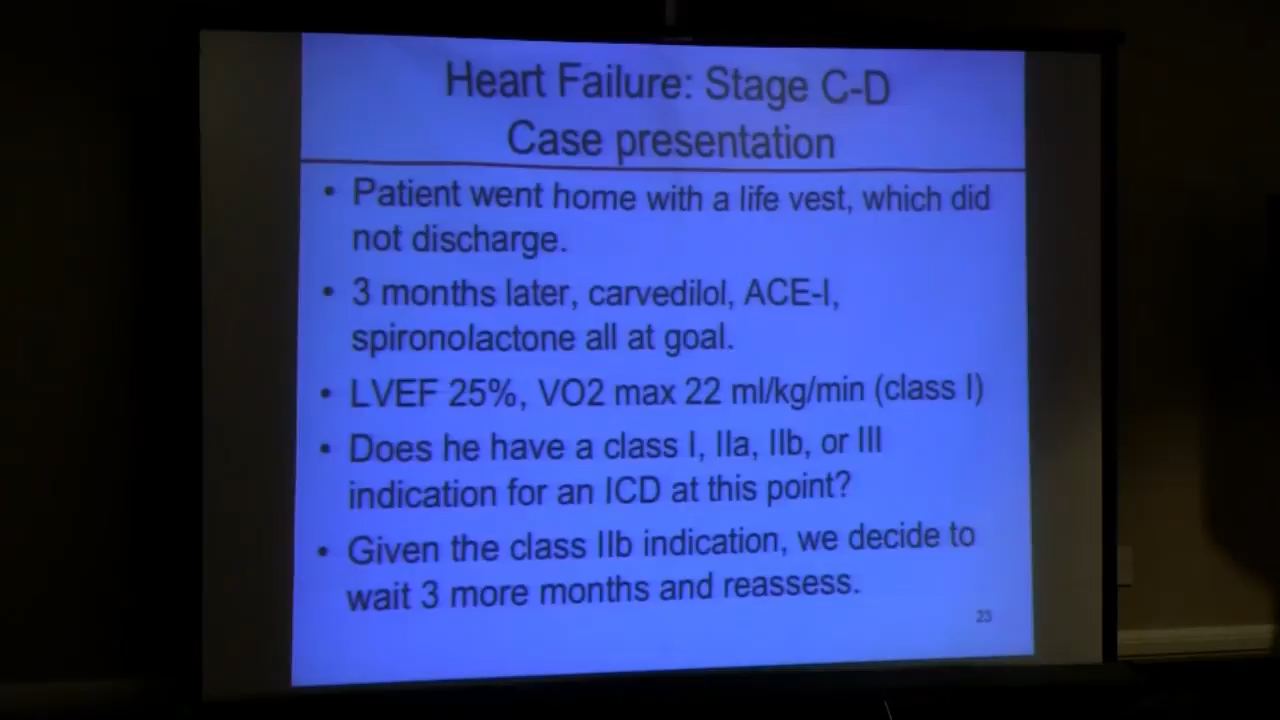 Heart Failure: Stage C-D
Case presentation
• Patient went home with a life vest, which did
not discharge.
• 3 months later, carvedilol, ACE-I,
spironolactone all at goal.
• LVEF 25%, VO2 max 22 ml/kg/min (class I)
• Does he have a class I, IIa, IIb, or III
indication for an ICD at this point?
• Given the class IIb indication, we decide to
wait 3 more months and reassess.
23